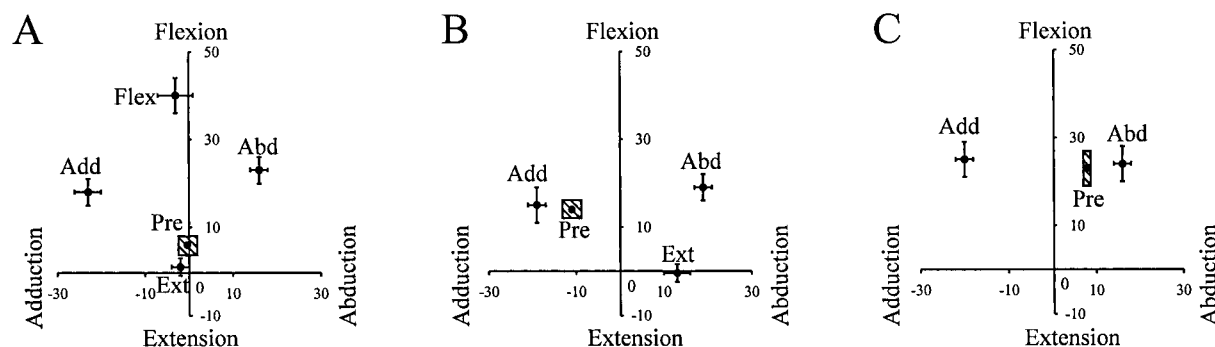 A
Flexion
50
Flex
30
Abd
Add
10
Pre
Ext
-30
-10
0
30
-10
Adduction
Abduction
Extension
B
Flexion
50
30
Abd
Add
10
Pre
Ext
-30
-10
0
10
30
-10
Adduction
Abduction
Extension
C
Flexion
50
30
Add
Abd
Pre
10
-30
-10
0
10
30
-10
Adduction
Abduction
Extension